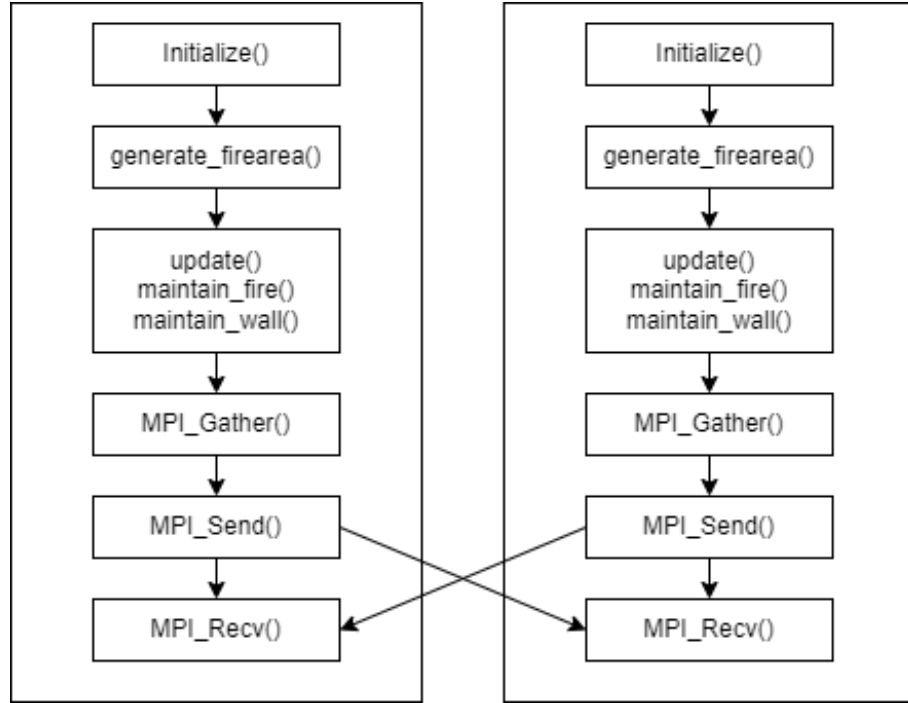 Initialize()
generate_firearea()
update()
maintain_fire()
maintain_wall()
MPI_Gather()
MPI_Send()
MPI_Recv()
Initialize()
generate_firearea()
update()
maintain_fire()
maintain_wall()
MPI_Gather()
MPI_Send()
MPI_Recv()